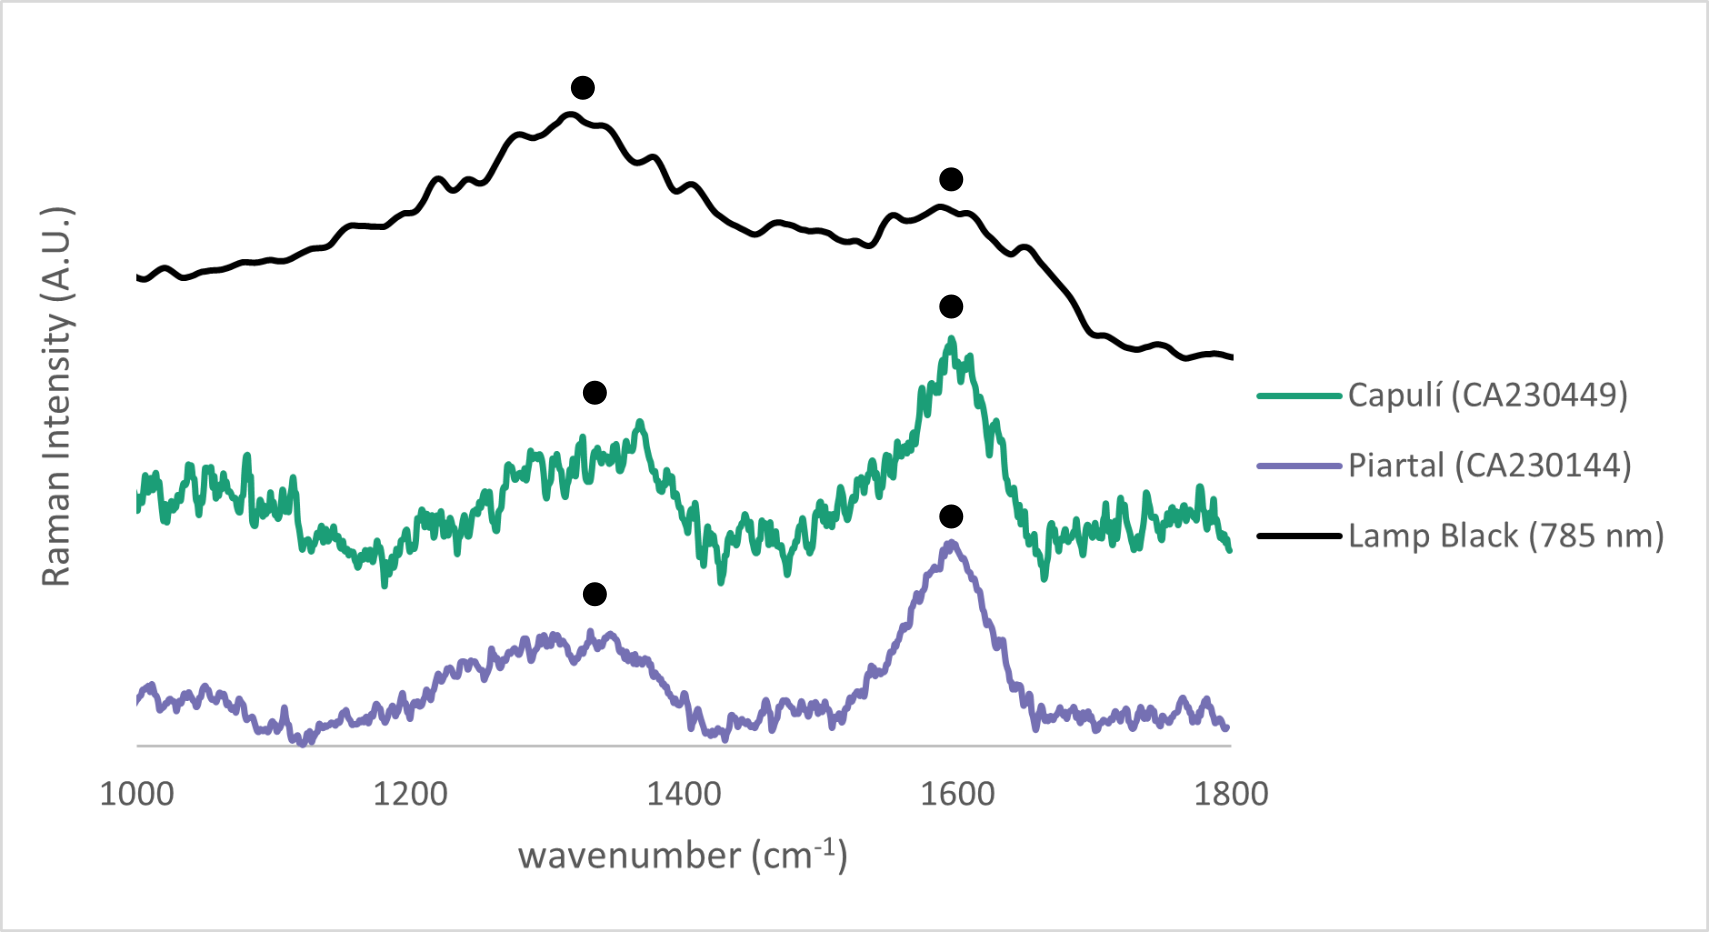 Raman Intensity (A.U.)
Capulí (CA230449)
Piartal (CA230144)
Lamp Black (785 nm)
1000 1200 1400 1600 1800
wavenumber (cm⁻¹)